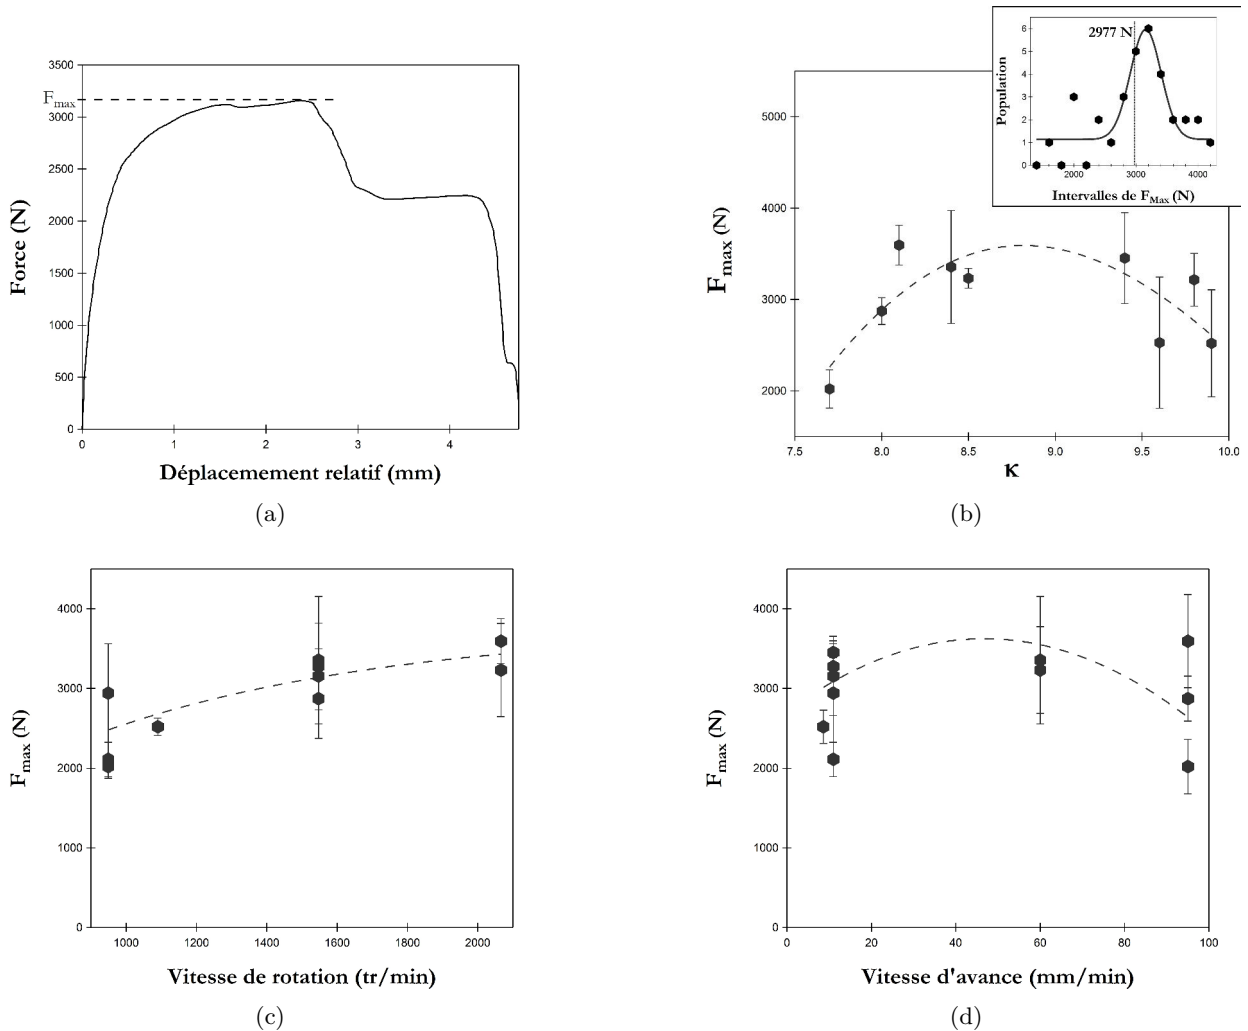 3500
F_max
3000
2500
2000
1500
1000
500
0
0 1 2 3 4
Force (N)
Déplacemement relatif (mm)
(a)
6
5
4
3
2
1
0
2977 N
Population
2000 3000 4000
Intervalles de F_Max (N)
5000
4000
3000
2000
F_max (N)
7.5 8.0 8.5 9.0 9.5 10.0
κ
(b)
4000
3000
2000
1000
0
F_max (N)
1000 1200 1400 1600 1800 2000
Vitesse de rotation (tr/min)
(c)
4000
3000
2000
1000
0
F_max (N)
0 20 40 60 80 100
Vitesse d'avance (mm/min)
(d)